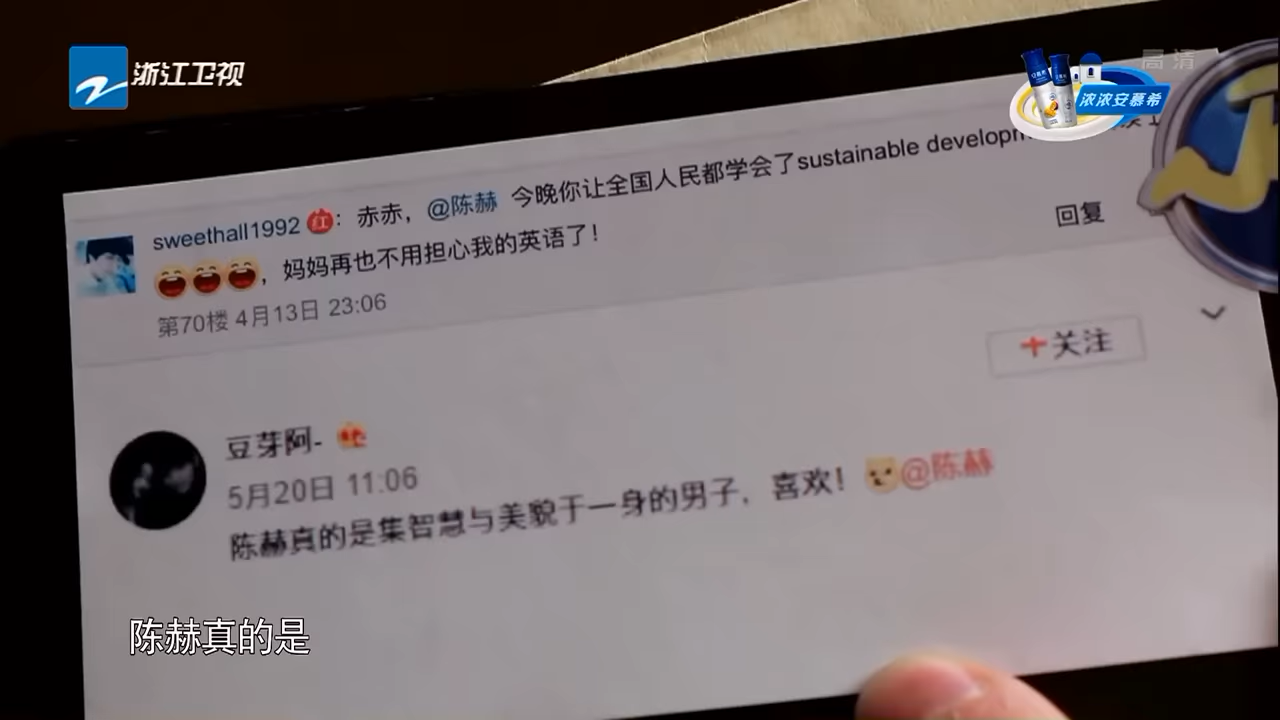 浙江卫视
高清
浓浓安慕希
sweethall1992 红：赤赤，@陈赫 今晚你让全国人民都学会了sustainable developm
，妈妈再也不用担心我的英语了！
回复
第70楼 4月13日 23:06
+关注
豆芽阿-
5月20日 11:06
陈赫真的是集智慧与美貌于一身的男子，喜欢！ @陈赫
陈赫真的是